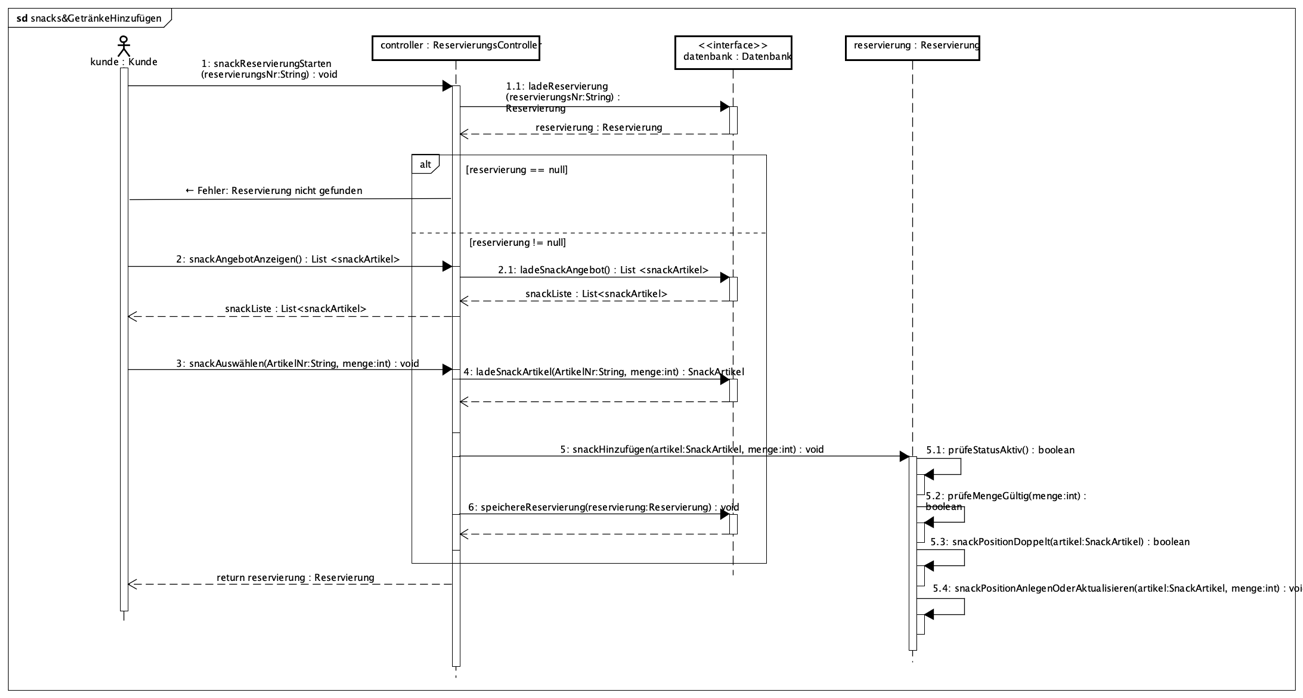 sd snacks&GetränkeHinzufügen
kunde : Kunde
controller : ReservierungsController
<<interface>>
datenbank : Datenbank
reservierung : Reservierung
1: snackReservierungStarten
(reservierungsNr:String) : void
1.1: ladeReservierung
(reservierungsNr:String) :
Reservierung
reservierung : Reservierung
alt
[reservierung == null]
← Fehler: Reservierung nicht gefunden
[reservierung != null]
2: snackAngebotAnzeigen() : List <snackArtikel>
2.1: ladeSnackAngebot() : List <snackArtikel>
snackListe : List<snackArtikel>
snackListe : List<snackArtikel>
3: snackAuswählen(ArtikelNr:String, menge:int) : void
4: ladeSnackArtikel(ArtikelNr:String, menge:int) : SnackArtikel
5: snackHinzufügen(artikel:SnackArtikel, menge:int) : void
5.1: prüfeStatusAktiv() : boolean
5.2: prüfeMengeGültig(menge:int) :
boolean
6: speichereReservierung(reservierung:Reservierung) : void
5.3: snackPositionDoppelt(artikel:SnackArtikel) : boolean
return reservierung : Reservierung
5.4: snackPositionAnlegenOderAktualisieren(artikel:SnackArtikel, menge:int) : voi